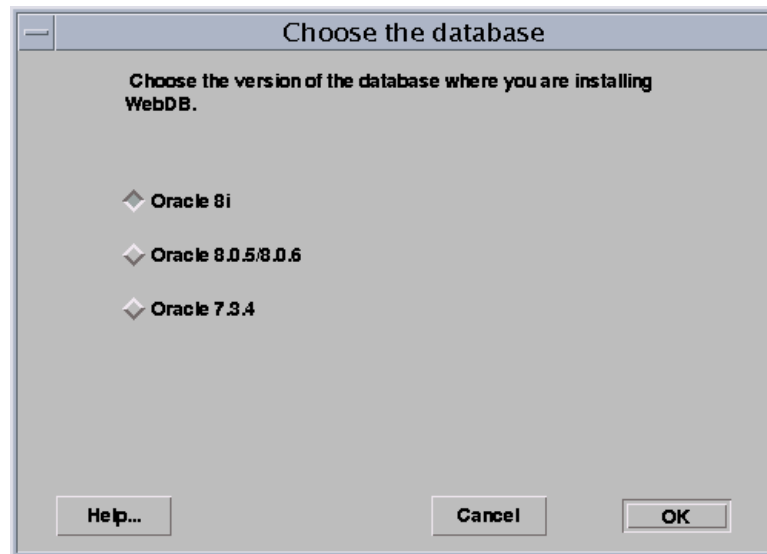 Choose the database
Choose the version of the database where you are installing
WebDB.
Oracle 8i
Oracle 8.0.5/8.0.6
Oracle 7.3.4
Help...
Cancel
OK